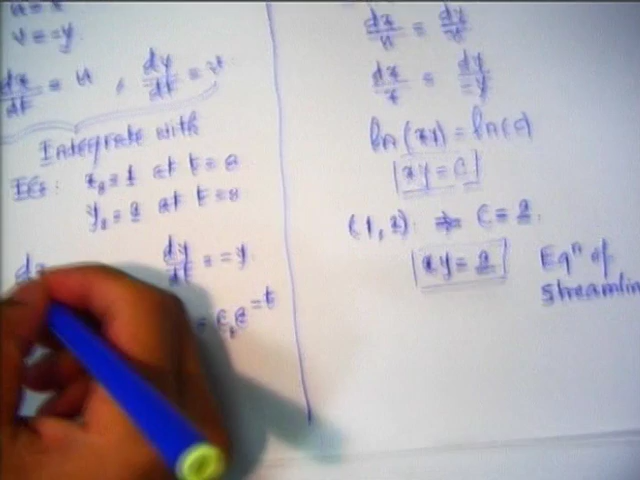 v = -y
dx/dt = u , dy/dt = v
Integrate with
ICs: x₀ = 1 at t = 0
y₀ = 2 at t = 0
dy/dt = -y
= c₁e^-t
dx/u = dy/v
dx/x = dy/-y
ln(xy) = ln(c)
xy = c
(1, 2) ⇒ c = 2.
xy = 2 Eqⁿ of
streamlin